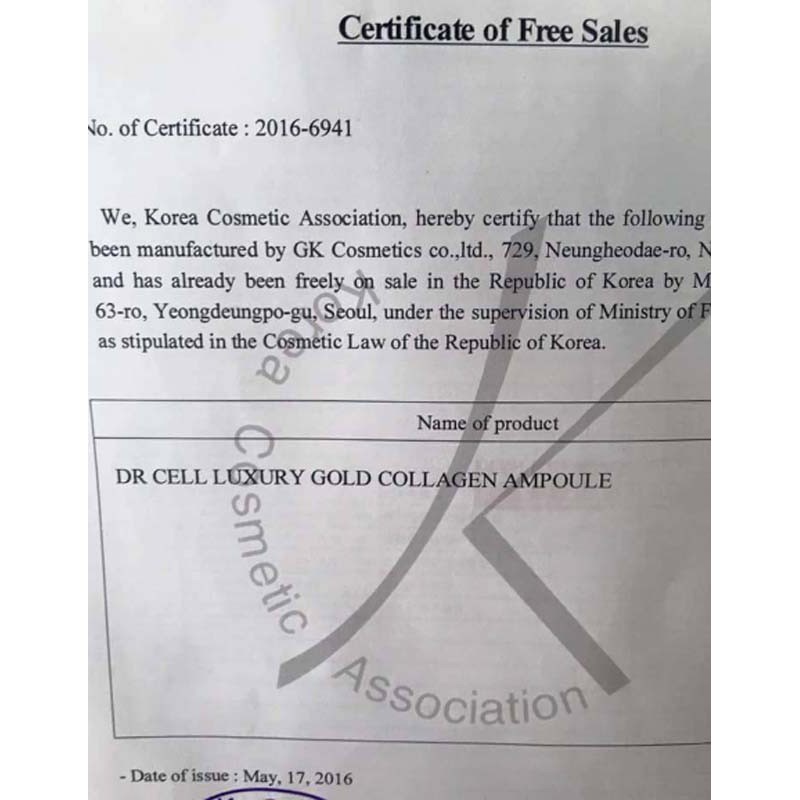 Certificate of Free Sales
No. of Certificate : 2016-6941
We, Korea Cosmetic Association, hereby certify that the following
been manufactured by GK Cosmetics co.,ltd., 729, Neungheodae-ro,
and has already been freely on sale in the Republic of Korea by
63-ro, Yeongdeungpo-gu, Seoul, under the supervision of Ministry of
as stipulated in the Cosmetic Law of the Republic of Korea.
Name of product
DR CELL LUXURY GOLD COLLAGEN AMPOULE
Korea Cosmetic Association
- Date of issue : May, 17, 2016